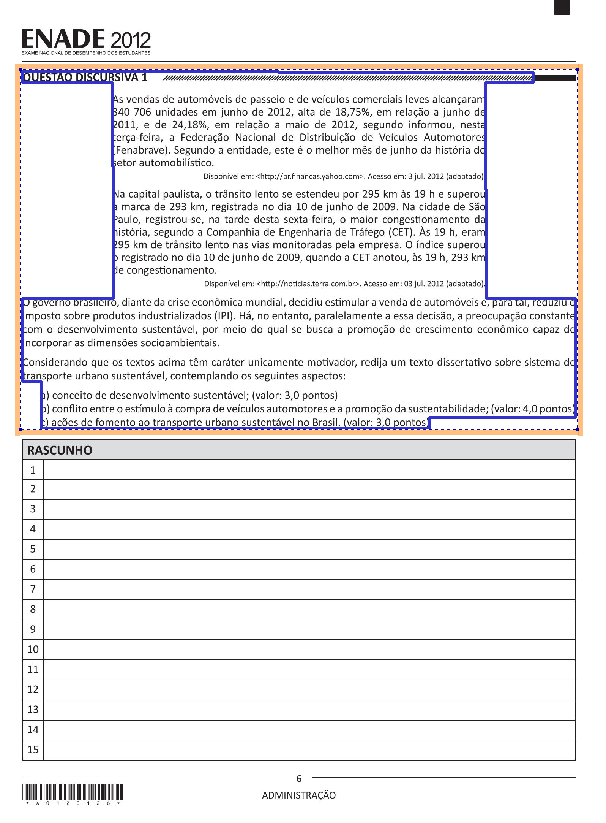 ENADE 2012
EXAME NACIONAL DE DESEMPENHO DOS ESTUDANTES
QUESTÃO DISCURSIVA 1
As vendas de automóveis de passeio e de veículos comerciais leves alcançaram
340 706 unidades em junho de 2012, alta de 18,75%, em relação a junho de
2011, e de 24,18%, em relação a maio de 2012, segundo informou, nesta
terça-feira, a Federação Nacional de Distribuição de Veículos Automotores
(Fenabrave). Segundo a entidade, este é o melhor mês de junho da história do
setor automobilístico.
Disponível em: <http://br.financas.yahoo.com>. Acesso em: 3 jul. 2012 (adaptado).
Na capital paulista, o trânsito lento se estendeu por 295 km às 19 h e superou
a marca de 293 km, registrada no dia 10 de junho de 2009. Na cidade de São
Paulo, registrou-se, na tarde desta sexta-feira, o maior congestionamento da
história, segundo a Companhia de Engenharia de Tráfego (CET). Às 19 h, eram
295 km de trânsito lento nas vias monitoradas pela empresa. O índice superou
o registrado no dia 10 de junho de 2009, quando a CET anotou, às 19 h, 293 km
de congestionamento.
Disponível em: <http://noticias.terra.com.br>. Acesso em: 03 jul. 2012 (adaptado).
O governo brasileiro, diante da crise econômica mundial, decidiu estimular a venda de automóveis e, para tal, reduziu o
imposto sobre produtos industrializados (IPI). Há, no entanto, paralelamente a essa decisão, a preocupação constante
com o desenvolvimento sustentável, por meio do qual se busca a promoção de crescimento econômico capaz de
incorporar as dimensões socioambientais.
Considerando que os textos acima têm caráter unicamente motivador, redija um texto dissertativo sobre sistema de
transporte urbano sustentável, contemplando os seguintes aspectos:
a) conceito de desenvolvimento sustentável; (valor: 3,0 pontos)
b) conflito entre o estímulo à compra de veículos automotores e a promoção da sustentabilidade; (valor: 4,0 pontos)
c) ações de fomento ao transporte urbano sustentável no Brasil. (valor: 3,0 pontos)
RASCUNHO
1
2
3
4
5
6
7
8
9
10
11
12
13
14
15
6
ADMINISTRAÇÃO